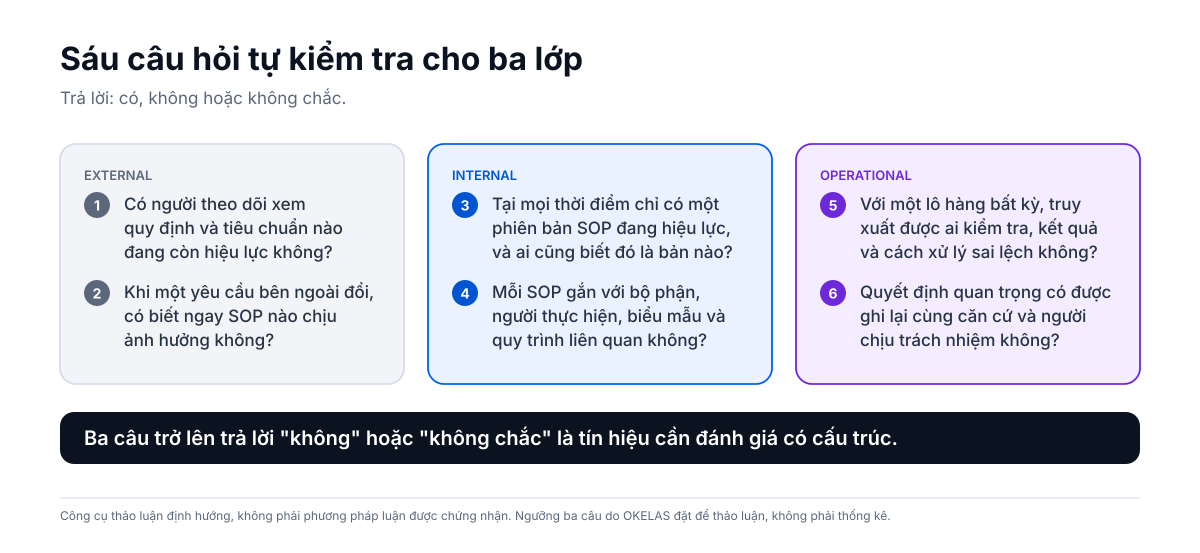 Sáu câu hỏi tự kiểm tra cho ba lớp
Trả lời: có, không hoặc không chắc.
EXTERNAL
1 Có người theo dõi xem
quy định và tiêu chuẩn nào
đang còn hiệu lực không?
2 Khi một yêu cầu bên ngoài đổi,
có biết ngay SOP nào chịu
ảnh hưởng không?
INTERNAL
3 Tại mọi thời điểm chỉ có một
phiên bản SOP đang hiệu lực,
và ai cũng biết đó là bản nào?
4 Mỗi SOP gắn với bộ phận,
người thực hiện, biểu mẫu và
quy trình liên quan không?
OPERATIONAL
5 Với một lô hàng bất kỳ, truy
xuất được ai kiểm tra, kết quả
và cách xử lý sai lệch không?
6 Quyết định quan trọng có được
ghi lại cùng căn cứ và người
chịu trách nhiệm không?
Ba câu trở lên trả lời "không" hoặc "không chắc" là tín hiệu cần đánh giá có cấu trúc.
Công cụ thảo luận định hướng, không phải phương pháp luận được chứng nhận. Ngưỡng ba câu do OKELAS đặt để thảo luận, không phải thống kê.